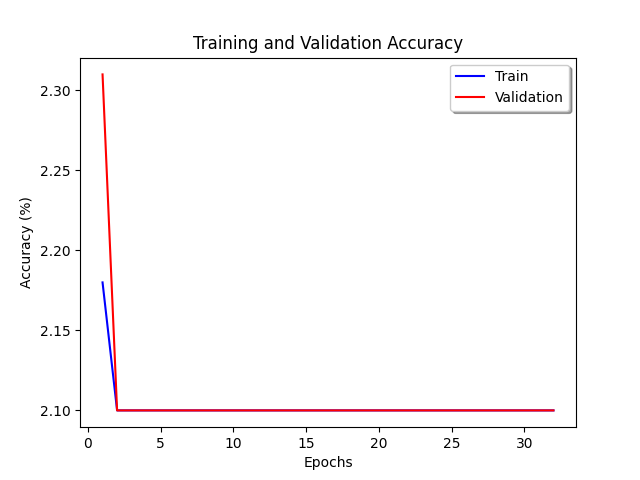 Training and Validation Accuracy
Train
Validation
Accuracy (%)
2.30
2.25
2.20
2.15
2.10
0 5 10 15 20 25 30
Epochs